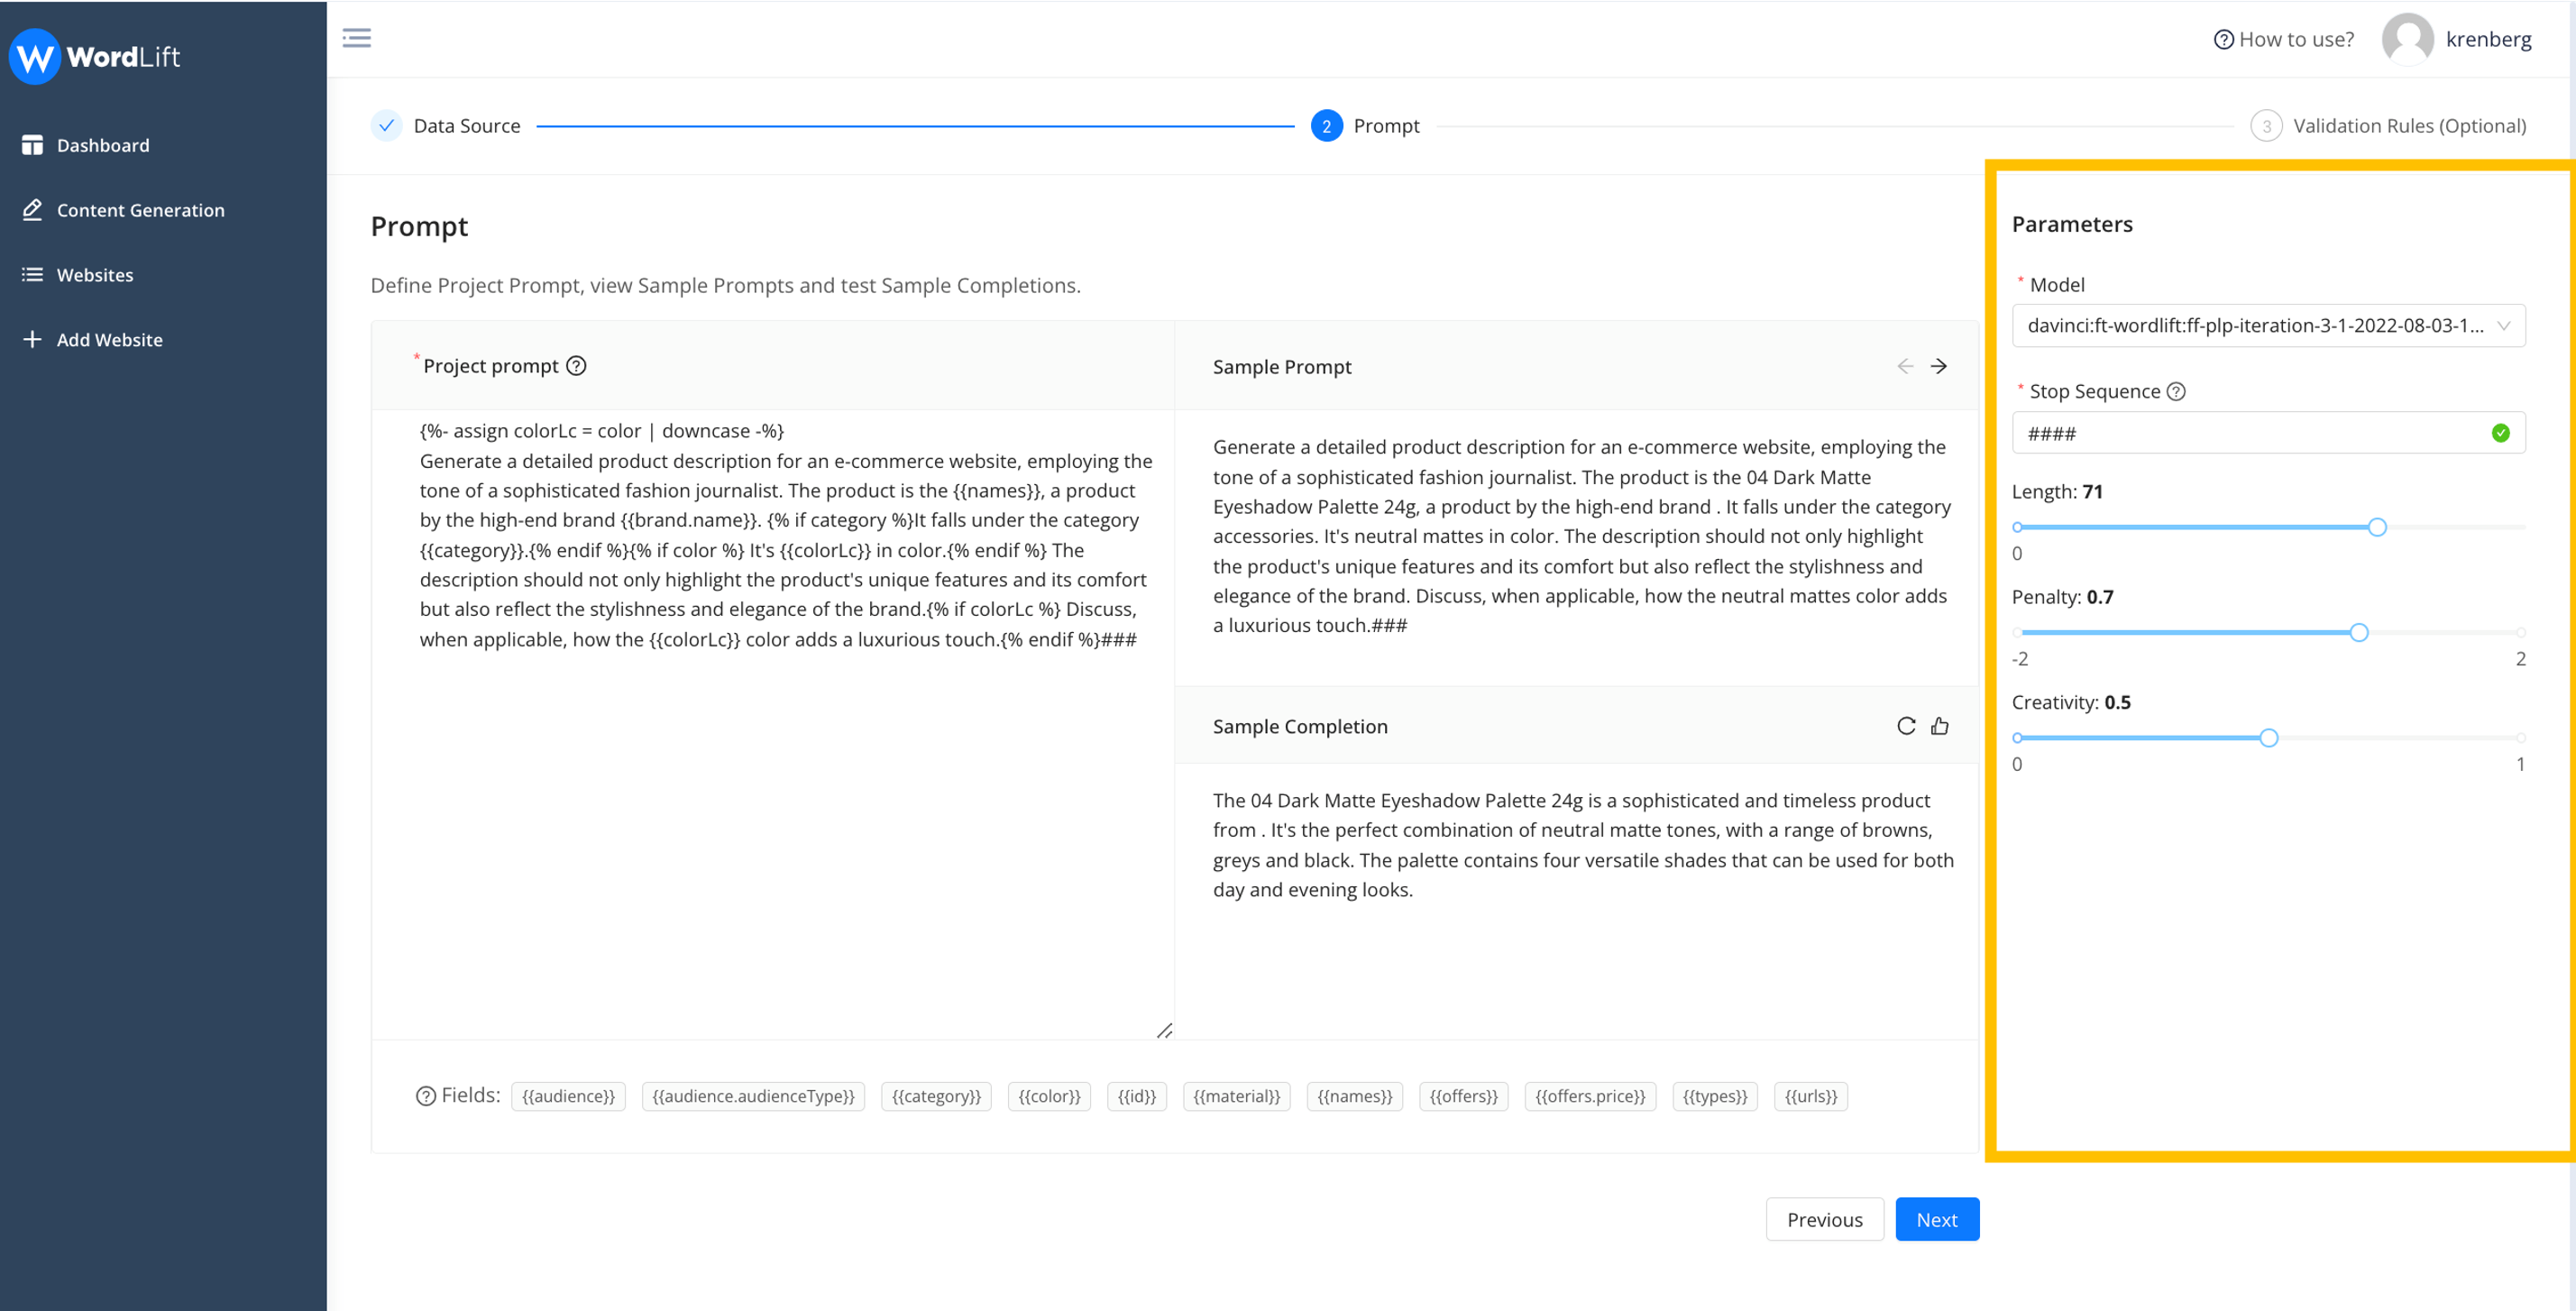 WordLift
How to use?
krenberg
Dashboard
Content Generation
Websites
Add Website
Data Source
2 Prompt
3 Validation Rules (Optional)
Prompt
Define Project Prompt, view Sample Prompts and test Sample Completions.
* Project prompt
{%- assign colorLc = color | downcase -%}
Generate a detailed product description for an e-commerce website, employing the
tone of a sophisticated fashion journalist. The product is the {{names}}, a product
by the high-end brand {{brand.name}}. {% if category %}It falls under the category
{{category}}.{% endif %}{% if color %} It's {{colorLc}} in color.{% endif %} The
description should not only highlight the product's unique features and its comfort
but also reflect the stylishness and elegance of the brand.{% if colorLc %} Discuss,
when applicable, how the {{colorLc}} color adds a luxurious touch.{% endif %}###
Sample Prompt
Generate a detailed product description for an e-commerce website, employing the
tone of a sophisticated fashion journalist. The product is the 04 Dark Matte
Eyeshadow Palette 24g, a product by the high-end brand . It falls under the category
accessories. It's neutral mattes in color. The description should not only highlight
the product's unique features and its comfort but also reflect the stylishness and
elegance of the brand. Discuss, when applicable, how the neutral mattes color adds
a luxurious touch.###
Sample Completion
The 04 Dark Matte Eyeshadow Palette 24g is a sophisticated and timeless product
from . It's the perfect combination of neutral matte tones, with a range of browns,
greys and black. The palette contains four versatile shades that can be used for both
day and evening looks.
Fields: {{audience}} {{audience.audienceType}} {{category}} {{color}} {{id}} {{material}} {{names}} {{offers}} {{offers.price}} {{types}} {{urls}}
Previous
Next
Parameters
* Model
davinci:ft-wordlift:ff-plp-iteration-3-1-2022-08-03-1...
* Stop Sequence
####
Length: 71
0
Penalty: 0.7
-2 2
Creativity: 0.5
0 1